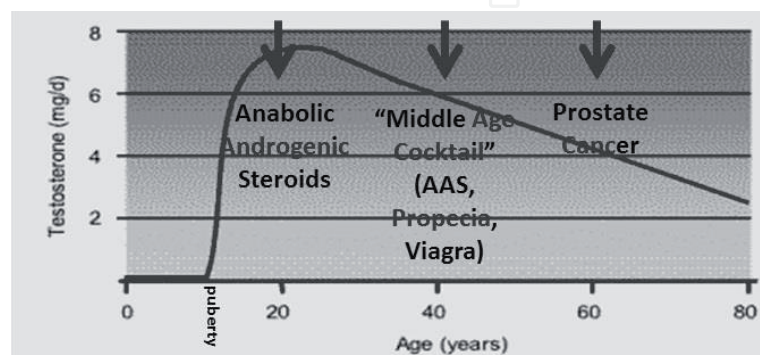 8
6
4
2
Testosterone (mg/d)
Anabolic
Androgenic
Steroids
“Middle Age
Cocktail”
(AAS,
Propecia,
Viagra)
Prostate
Cancer
puberty
0 20 40 60 80
Age (years)